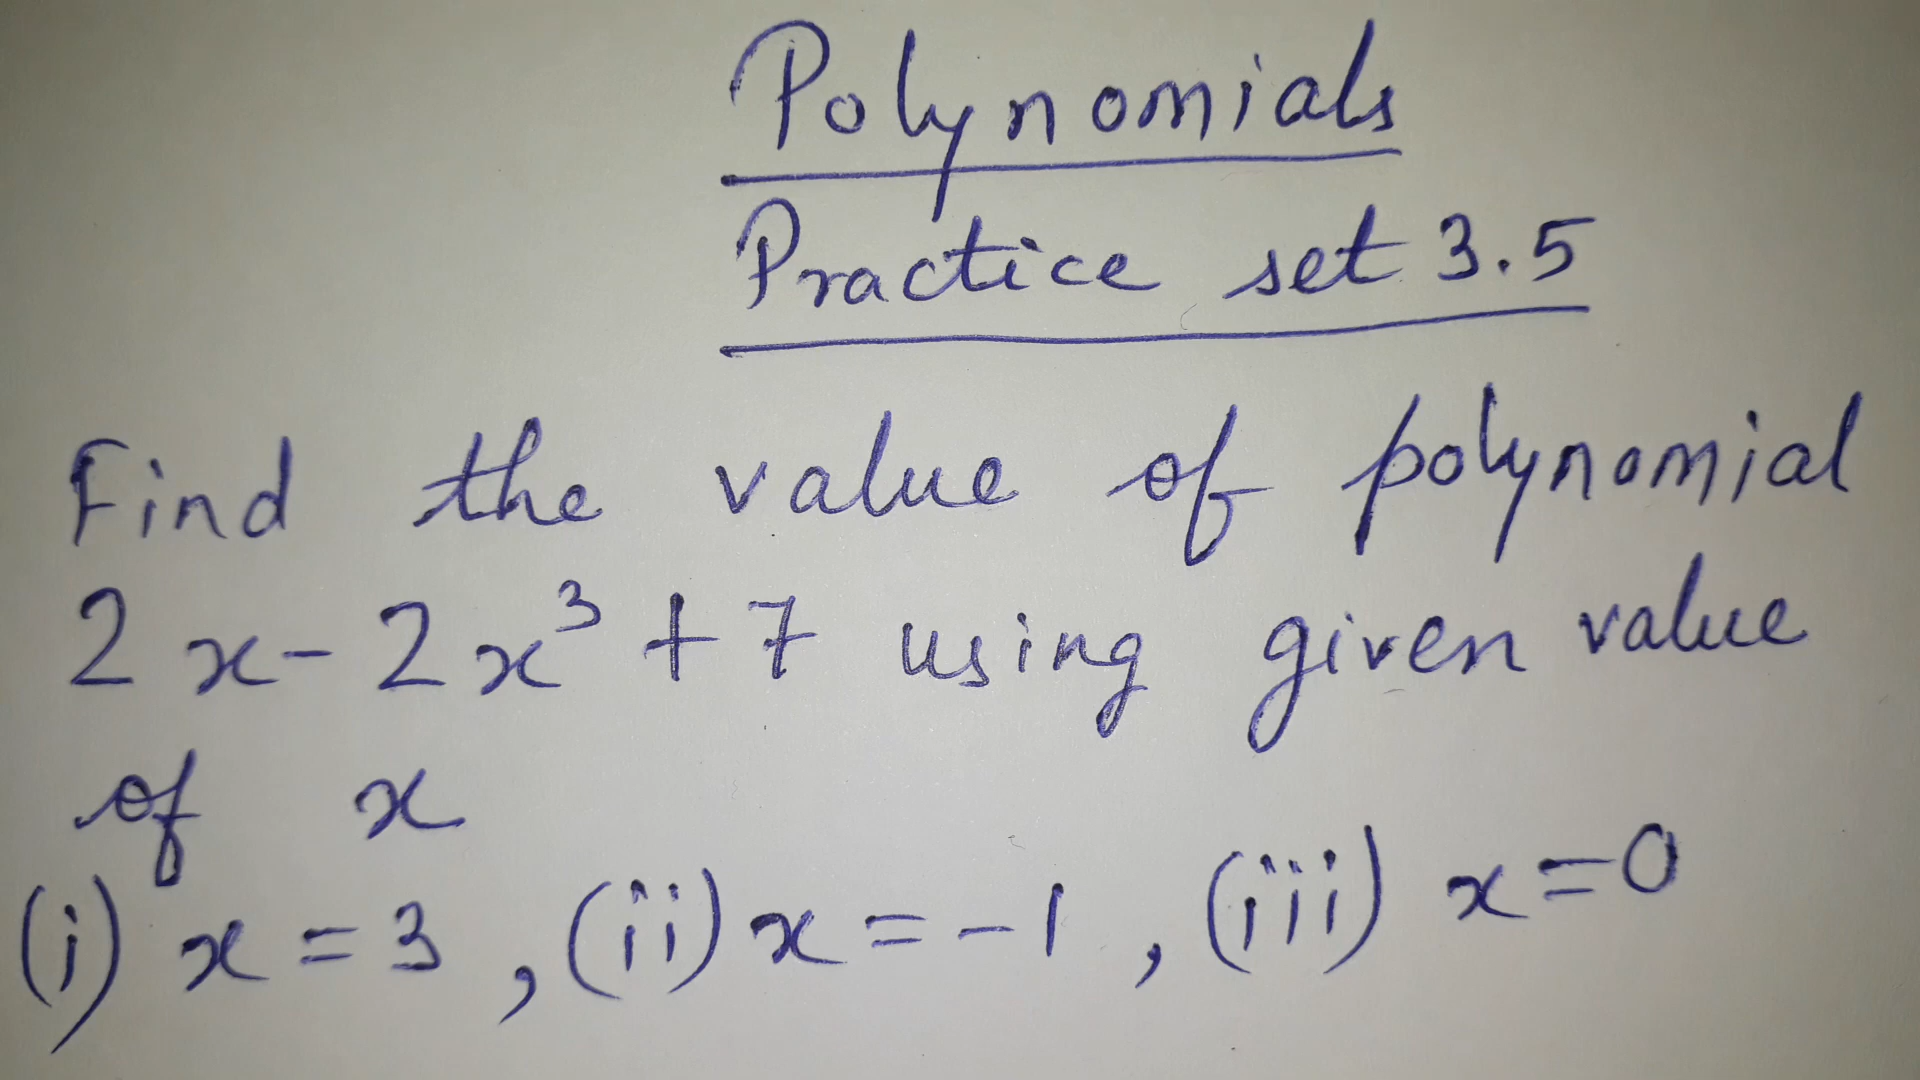 Polynomials
Practice set 3.5
Find the value of polynomial
2x - 2x³ + 7 using given value
of x
(i) x = 3 , (ii) x = -1 , (iii) x = 0